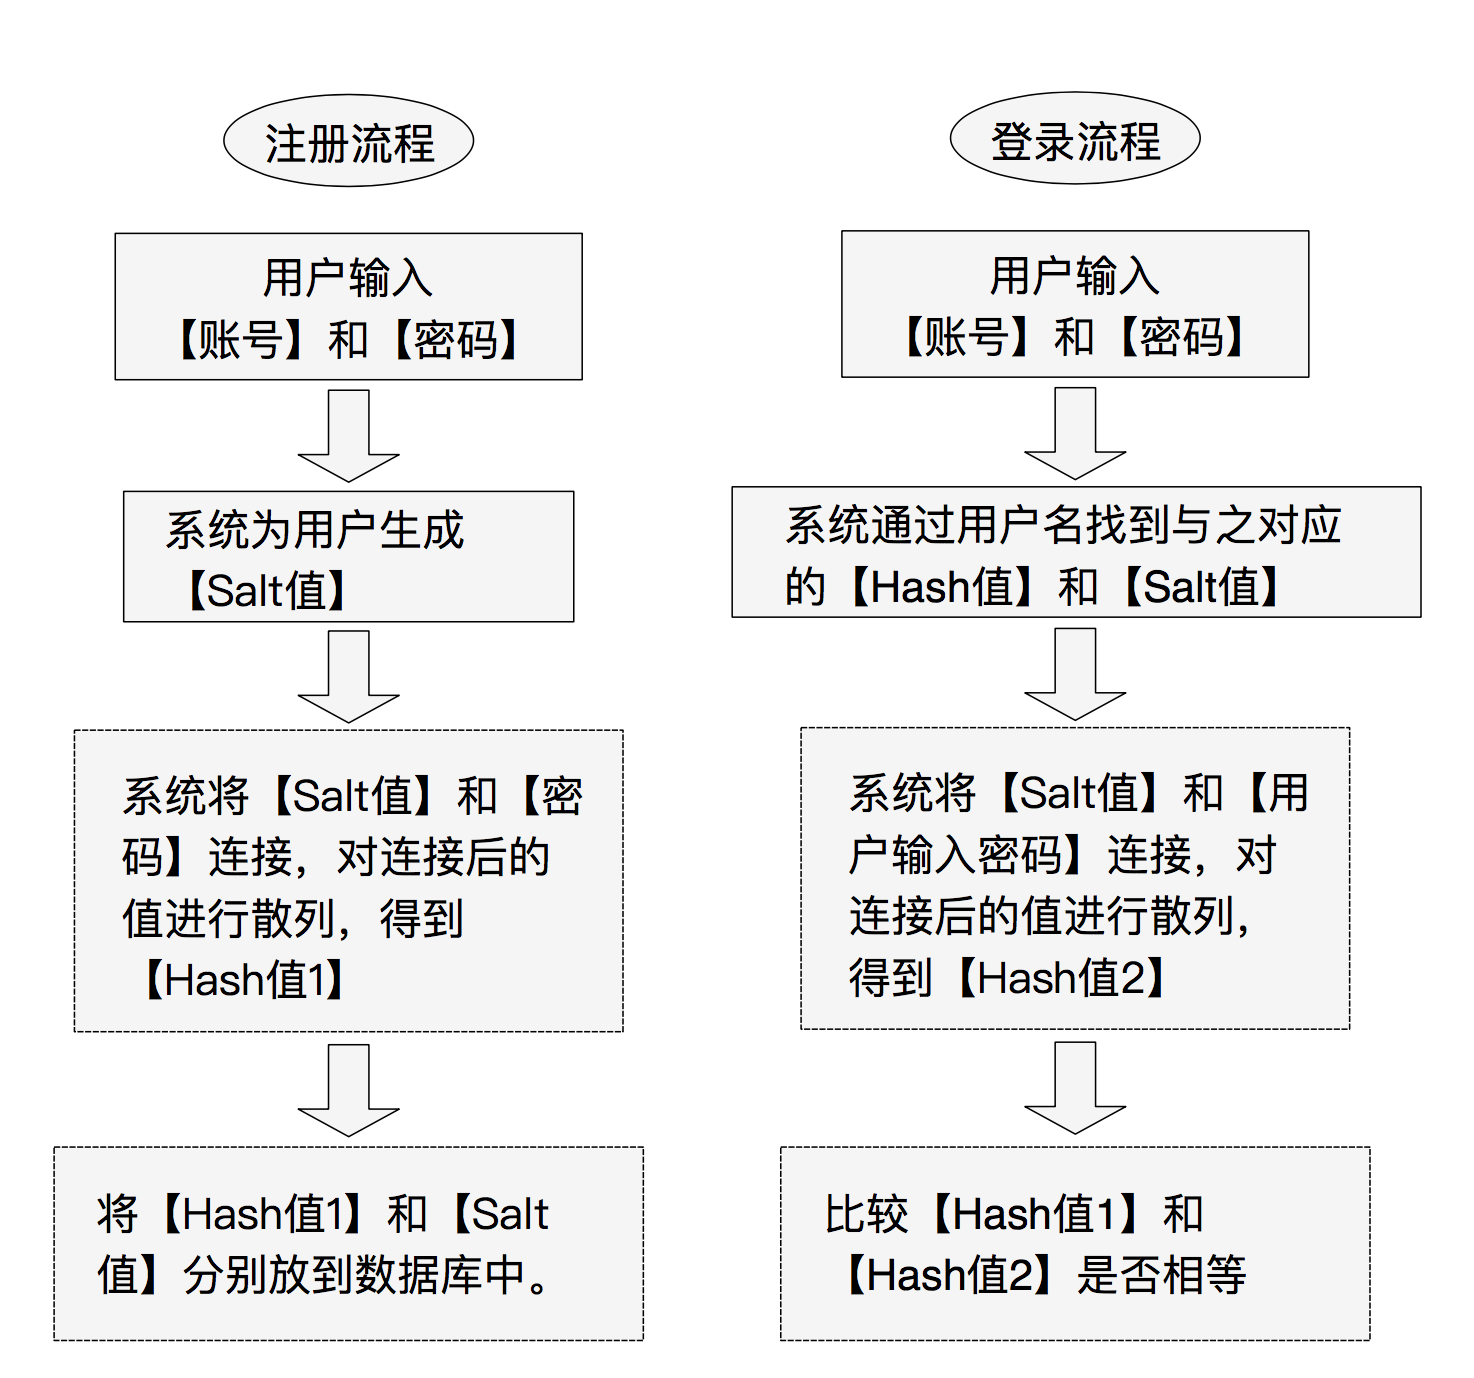 注册流程
用户输入
【账号】和【密码】
系统为用户生成
【Salt值】
系统将【Salt值】和【密
码】连接，对连接后的
值进行散列，得到
【Hash值1】
将【Hash值1】和【Salt
值】分别放到数据库中。
登录流程
用户输入
【账号】和【密码】
系统通过用户名找到与之对应
的【Hash值】和【Salt值】
系统将【Salt值】和【用
户输入密码】连接，对
连接后的值进行散列，
得到【Hash值2】
比较【Hash值1】和
【Hash值2】是否相等